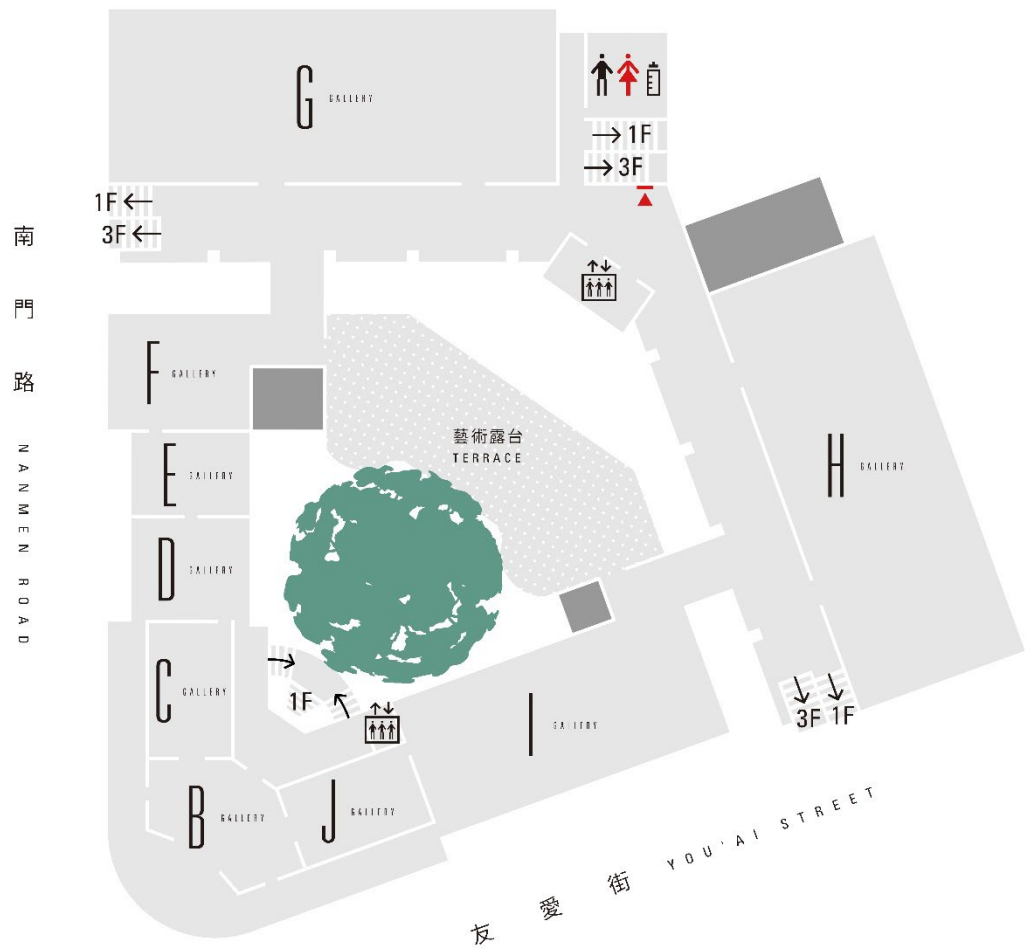 G GALLERY
1F
3F
1F
3F
南門路 NANMEN ROAD
F GALLERY
藝術露台
TERRACE
E GALLERY
H GALLERY
D GALLERY
C GALLERY
1F
I GALLERY
3F 1F
B GALLERY
J GALLERY
友愛街 YOU'AI STREET